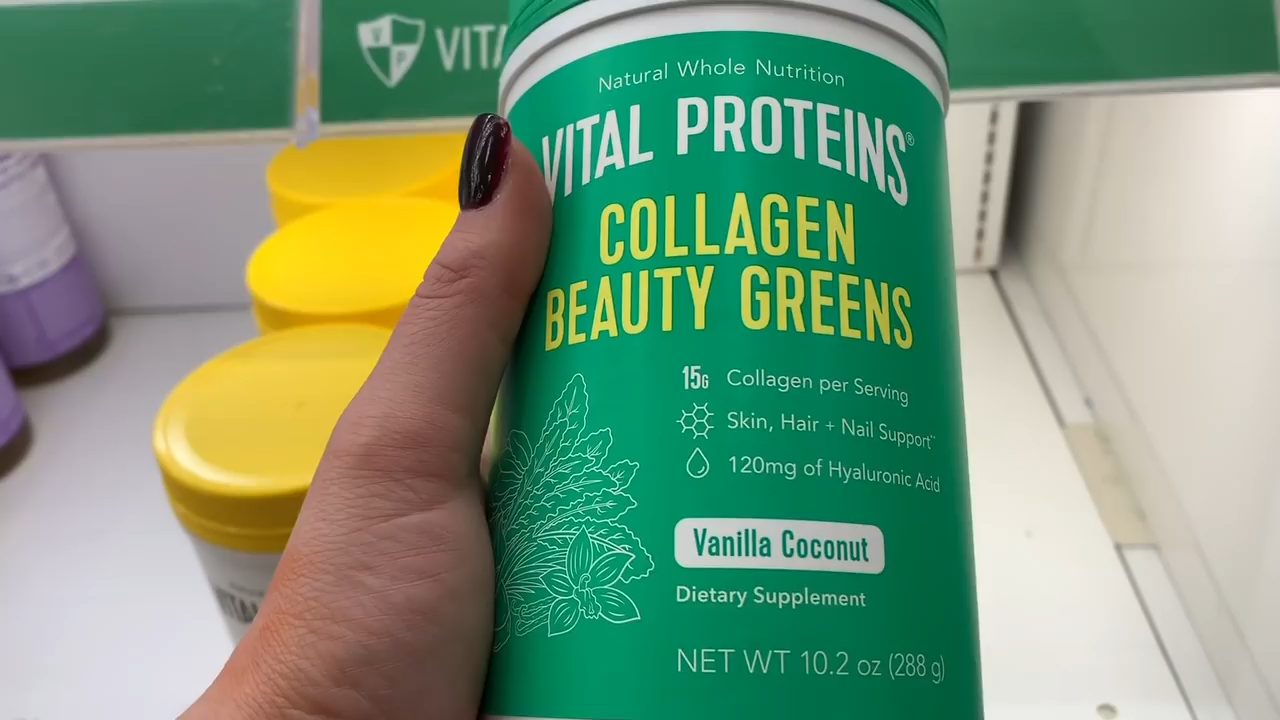 V P
VITA
Natural Whole Nutrition
VITAL PROTEINS®
COLLAGEN
BEAUTY GREENS
15G Collagen per Serving
Skin, Hair + Nail Support
120mg of Hyaluronic Acid
Vanilla Coconut
Dietary Supplement
NET WT 10.2 oz (288 g)
VITA